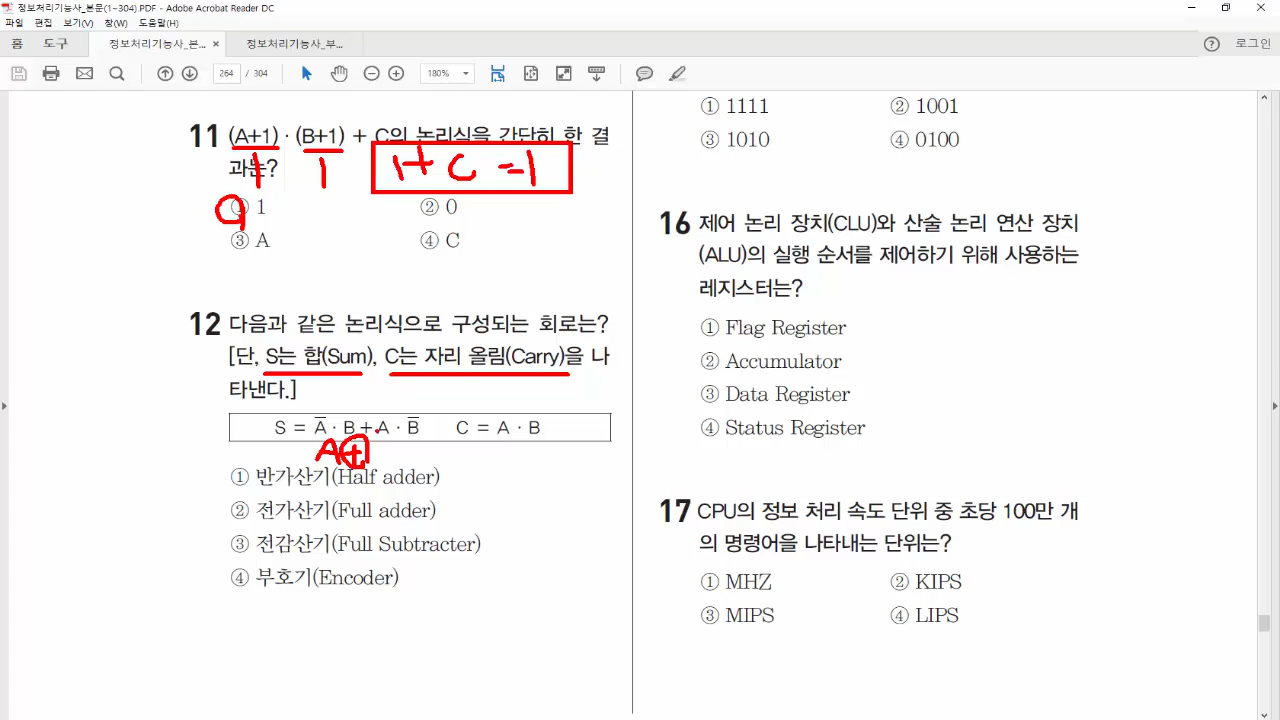 정보처리기능사_본문(1~304).PDF - Adobe Acrobat Reader DC
파일 편집 보기(V) 창(W) 도움말(H)
홈 도구 정보처리기능사_본... × 정보처리기능사_부... 로그인
264 / 304 180%
11 (A+1) · (B+1) + C의 논리식을 간단히 한 결
과는?
1 1 1+C=1
① 1 ② 0
③ A ④ C
12 다음과 같은 논리식으로 구성되는 회로는?
[단, S는 합(Sum), C는 자리 올림(Carry)을 나
타낸다.]
S = A̅ · B + A · B̅ C = A · B
A⊕
① 반가산기(Half adder)
② 전가산기(Full adder)
③ 전감산기(Full Subtracter)
④ 부호기(Encoder)
① 1111 ② 1001
③ 1010 ④ 0100
16 제어 논리 장치(CLU)와 산술 논리 연산 장치
(ALU)의 실행 순서를 제어하기 위해 사용하는
레지스터는?
① Flag Register
② Accumulator
③ Data Register
④ Status Register
17 CPU의 정보 처리 속도 단위 중 초당 100만 개
의 명령어을 나타내는 단위는?
① MHZ ② KIPS
③ MIPS ④ LIPS